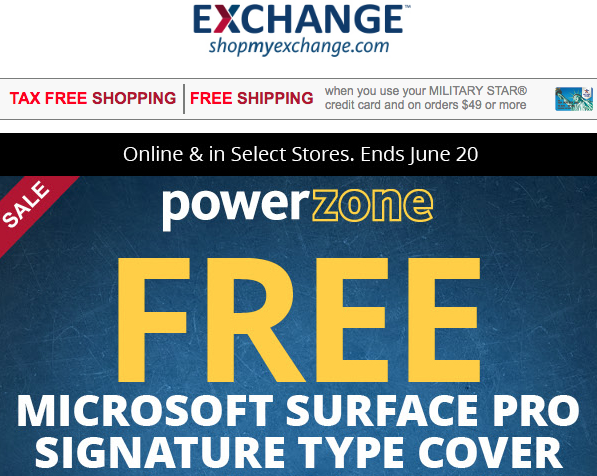 EXCHANGE™
shopmyexchange.com
TAX FREE SHOPPING
FREE SHIPPING
when you use your MILITARY STAR®
credit card and on orders $49 or more
Online & in Select Stores. Ends June 20
SALE
powerzone
FREE
MICROSOFT SURFACE PRO
SIGNATURE TYPE COVER